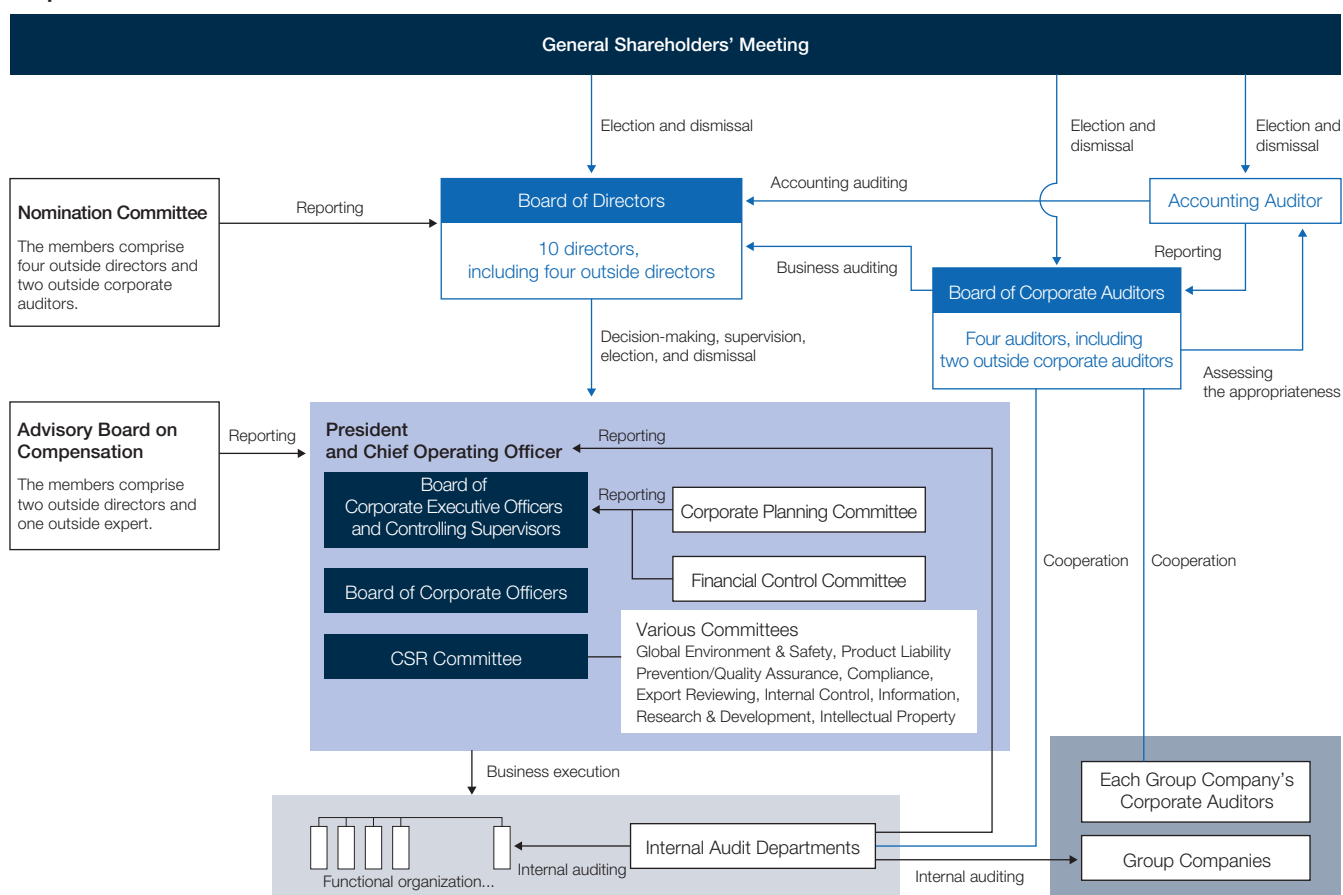 General Shareholders' Meeting
Election and dismissal
Election and
dismissal
Election and
dismissal
Nomination Committee
The members comprise
four outside directors and
two outside corporate
auditors.
Reporting
Board of Directors
10 directors,
including four outside directors
Accounting auditing
Accounting Auditor
Business auditing
Reporting
Board of Corporate Auditors
Four auditors, including
two outside corporate auditors
Assessing
the appropriateness
Decision-making, supervision,
election, and dismissal
Advisory Board on
Compensation
The members comprise
two outside directors and
one outside expert.
Reporting
President
and Chief Operating Officer
Reporting
Board of
Corporate Executive Officers
and Controlling Supervisors
Reporting
Corporate Planning Committee
Financial Control Committee
Board of Corporate Officers
CSR Committee
Various Committees
Global Environment & Safety, Product Liability
Prevention/Quality Assurance, Compliance,
Export Reviewing, Internal Control, Information,
Research & Development, Intellectual Property
Cooperation
Cooperation
Business execution
Functional organization...
Internal auditing
Internal Audit Departments
Internal auditing
Each Group Company's
Corporate Auditors
Group Companies